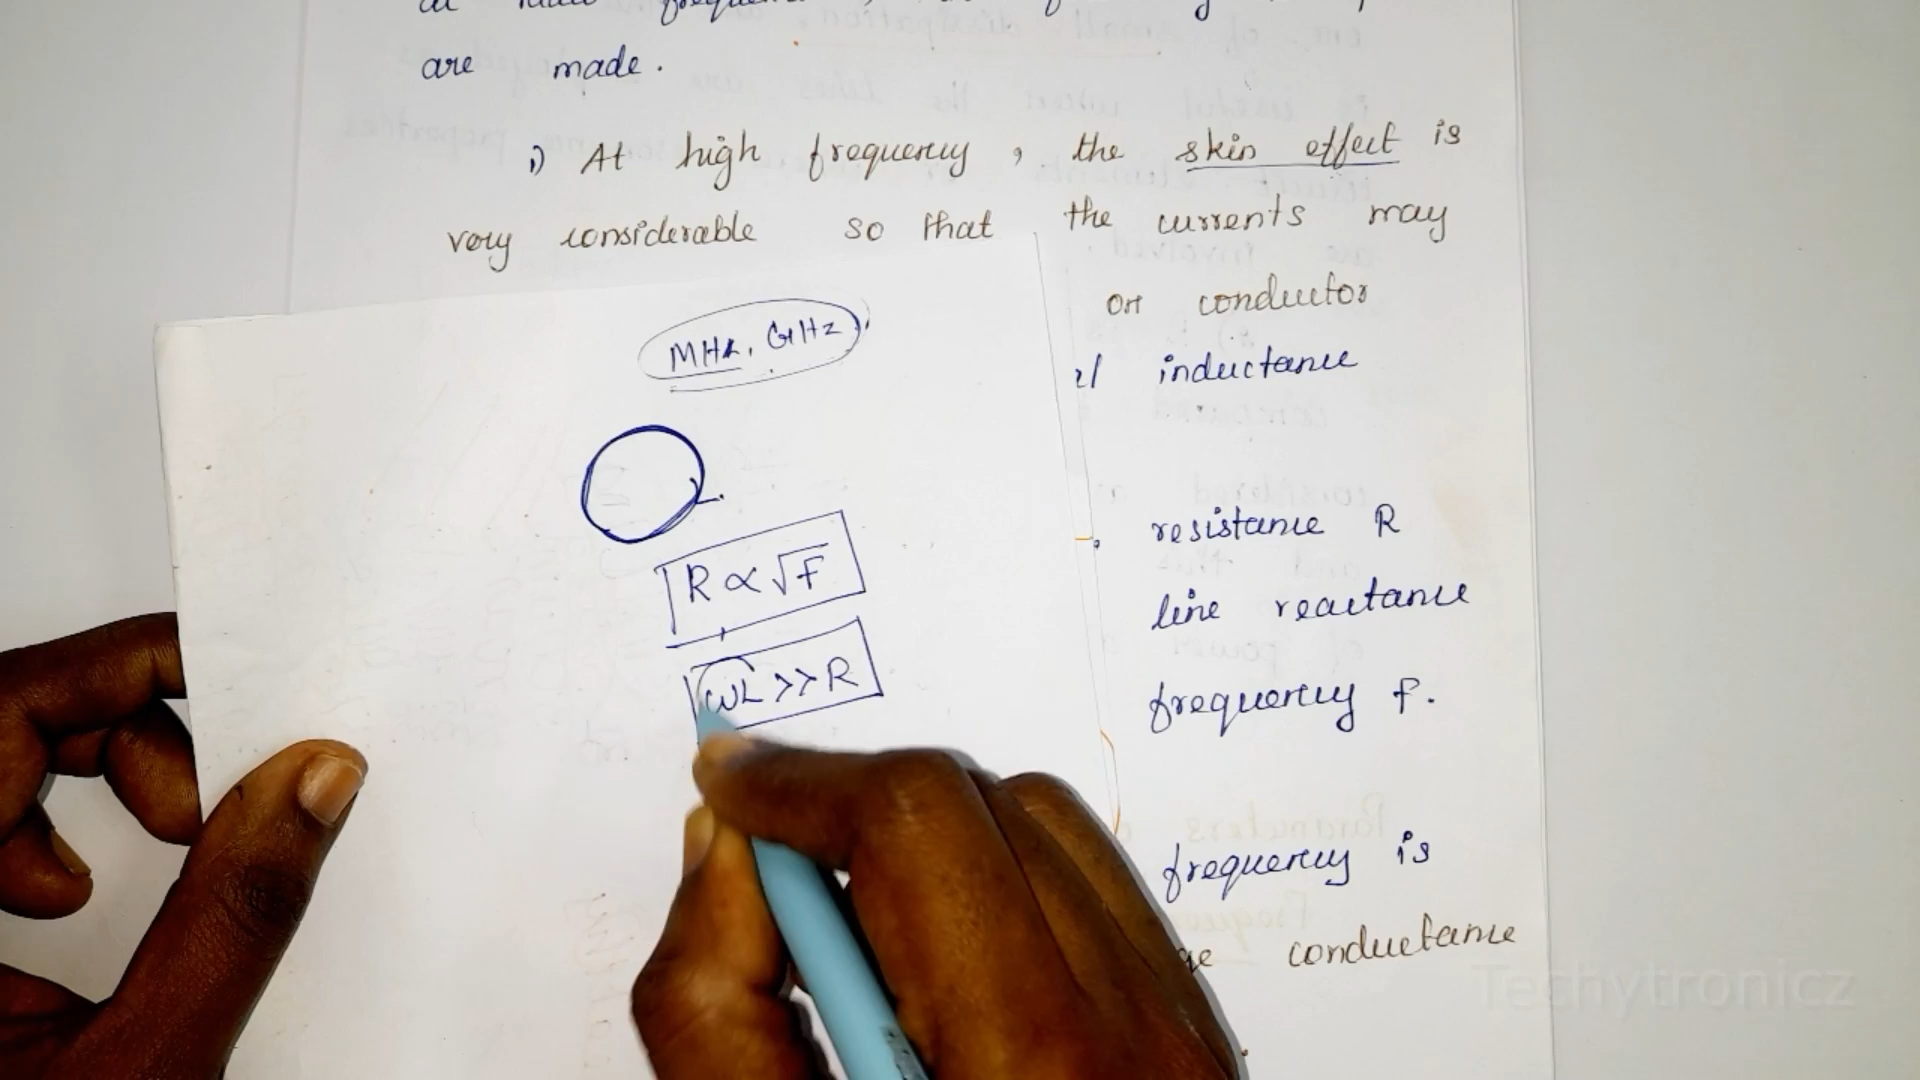 are made.
i) At high frequency, the skin effect is
very considerable so that the currents may
on conductor
MHz, GHz
inductance
R ∝ √F
resistance R
line reactance
ωL >> R
frequency f.
frequency is
ge conductance
Techytronicz